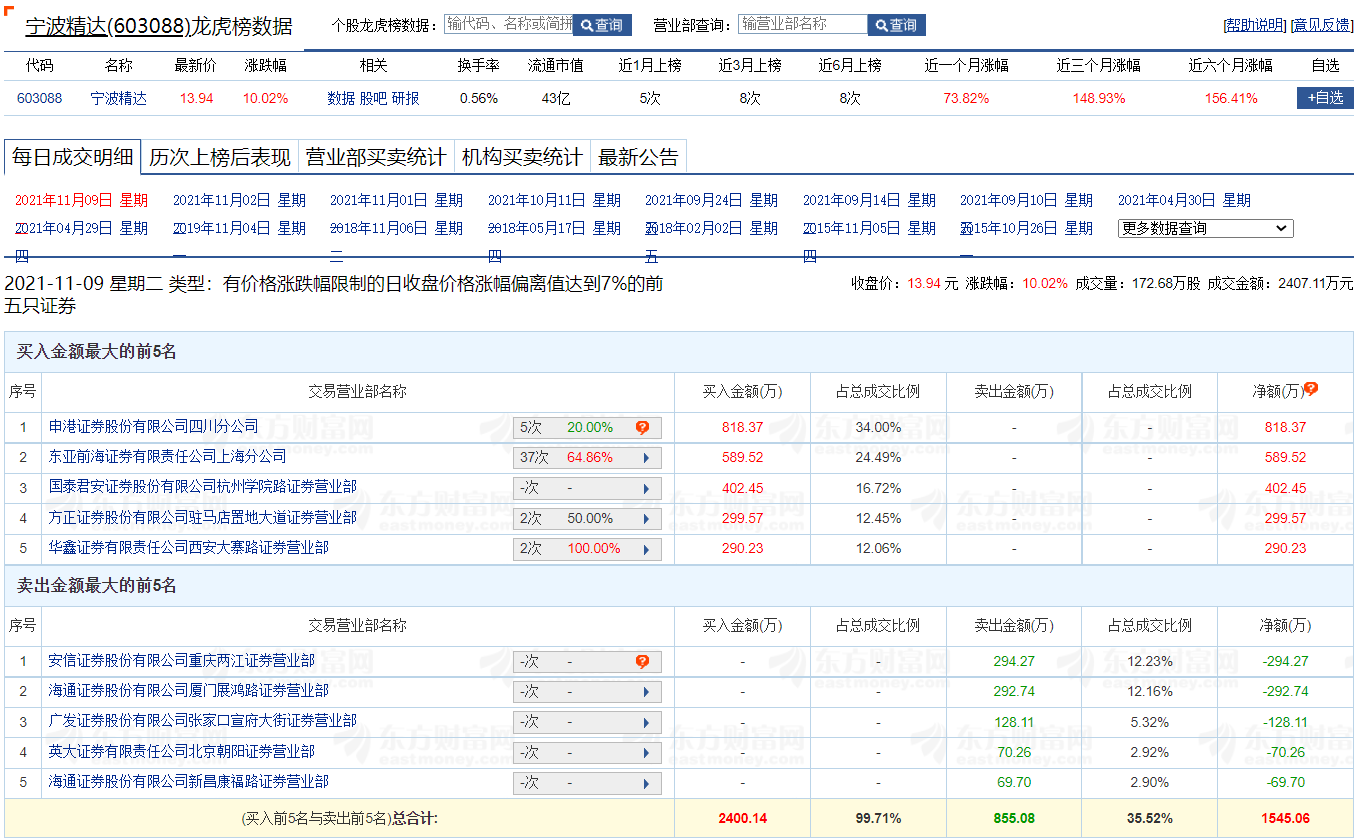 宁波精达(603088)龙虎榜数据 个股龙虎榜数据： 输代码、名称或简拼 查询 营业部查询： 输营业部名称 查询 [帮助说明] [意见反馈]
代码 名称 最新价 涨跌幅 相关 换手率 流通市值 近1月上榜 近3月上榜 近6月上榜 近一个月涨幅 近三个月涨幅 近六个月涨幅 自选
603088 宁波精达 13.94 10.02% 数据 股吧 研报 0.56% 43亿 5次 8次 8次 73.82% 148.93% 156.41% +自选
每日成交明细 历次上榜后表现 营业部买卖统计 机构买卖统计 最新公告
2021年11月09日 星期 2021年11月02日 星期 2021年11月01日 星期 2021年10月11日 星期 2021年09月24日 星期 2021年09月14日 星期 2021年09月10日 星期 2021年04月30日 星期
2021年04月29日 星期 2019年11月04日 星期 2018年11月06日 星期 2018年05月17日 星期 2018年02月02日 星期 2015年11月05日 星期 2015年10月26日 星期 更多数据查询
四 一 二 四 五 四 一
2021-11-09 星期二 类型：有价格涨跌幅限制的日收盘价格涨幅偏离值达到7%的前 收盘价：13.94 元 涨跌幅：10.02% 成交量：172.68万股 成交金额：2407.11万元
五只证券
买入金额最大的前5名
序号 交易营业部名称 买入金额(万) 占总成交比例 卖出金额(万) 占总成交比例 净额(万)
1 申港证券股份有限公司四川分公司 5次 20.00% 818.37 34.00% - - 818.37
2 东亚前海证券有限责任公司上海分公司 37次 64.86% 589.52 24.49% - - 589.52
3 国泰君安证券股份有限公司杭州学院路证券营业部 -次 - 402.45 16.72% - - 402.45
4 方正证券股份有限公司驻马店置地大道证券营业部 2次 50.00% 299.57 12.45% - - 299.57
5 华鑫证券有限责任公司西安大寨路证券营业部 2次 100.00% 290.23 12.06% - - 290.23
卖出金额最大的前5名
序号 交易营业部名称 买入金额(万) 占总成交比例 卖出金额(万) 占总成交比例 净额(万)
1 安信证券股份有限公司重庆两江证券营业部 -次 - - - 294.27 12.23% -294.27
2 海通证券股份有限公司厦门展鸿路证券营业部 -次 - - - 292.74 12.16% -292.74
3 广发证券股份有限公司张家口宣府大街证券营业部 -次 - - - 128.11 5.32% -128.11
4 英大证券有限责任公司北京朝阳证券营业部 -次 - - - 70.26 2.92% -70.26
5 海通证券股份有限公司新昌康福路证券营业部 -次 - - - 69.70 2.90% -69.70
(买入前5名与卖出前5名)总合计: 2400.14 99.71% 855.08 35.52% 1545.06